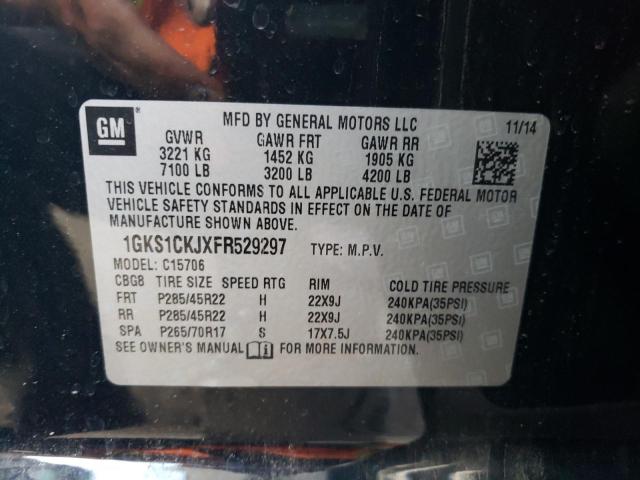 GM
MFD BY GENERAL MOTORS LLC 11/14
GVWR GAWR FRT GAWR RR
3221 KG 1452 KG 1905 KG
7100 LB 3200 LB 4200 LB
THIS VEHICLE CONFORMS TO ALL APPLICABLE U.S. FEDERAL MOTOR
VEHICLE SAFETY STANDARDS IN EFFECT ON THE DATE OF
MANUFACTURE SHOWN ABOVE.
1GKS1CKJXFR529297 TYPE: M.P.V.
MODEL: C15706
CBGB TIRE SIZE SPEED RTG RIM COLD TIRE PRESSURE
FRT P285/45R22 H 22X9J 240KPA(35PSI)
RR P285/45R22 H 22X9J 240KPA(35PSI)
SPA P265/70R17 S 17X7.5J 240KPA(35PSI)
SEE OWNER'S MANUAL FOR MORE INFORMATION.